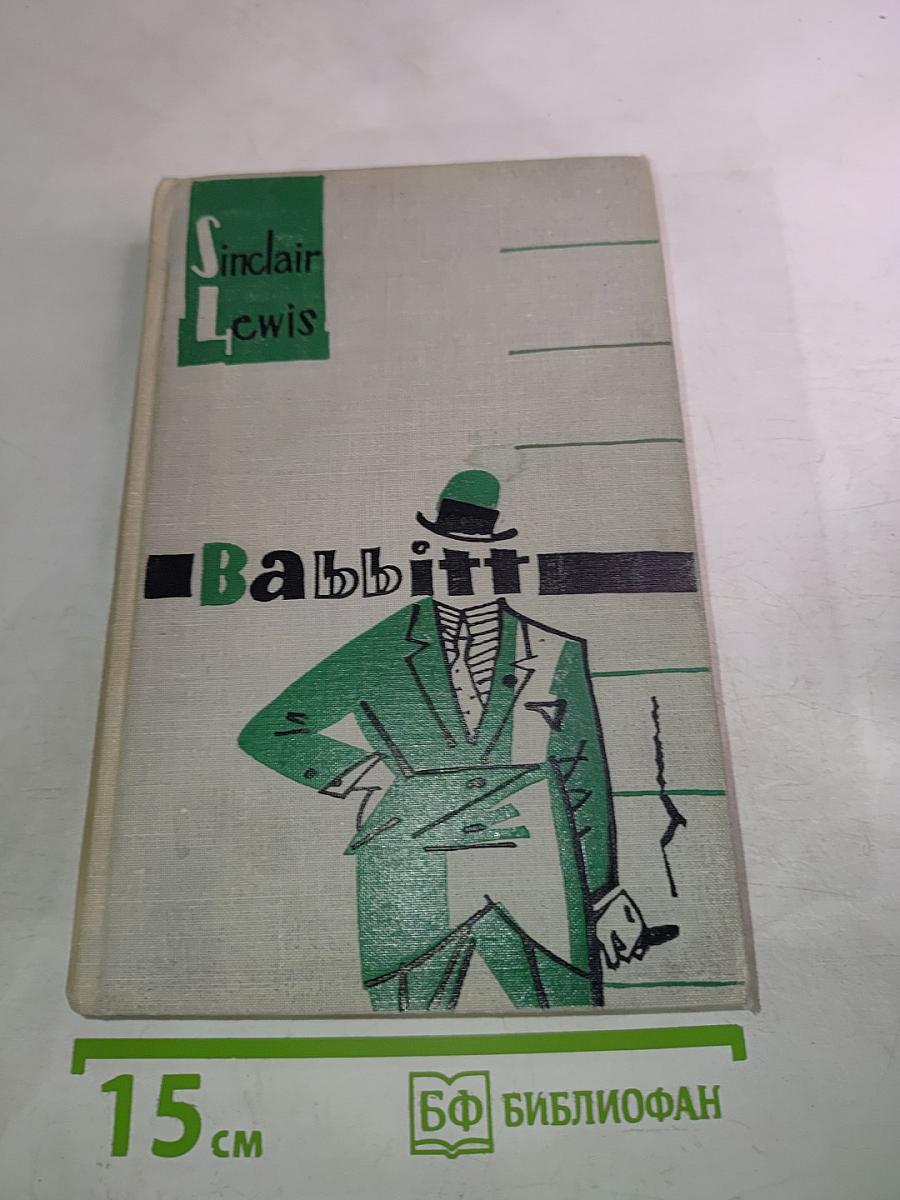 Sinclair
Lewis
Babbitt
15 см
БФ БИБЛИОФАН